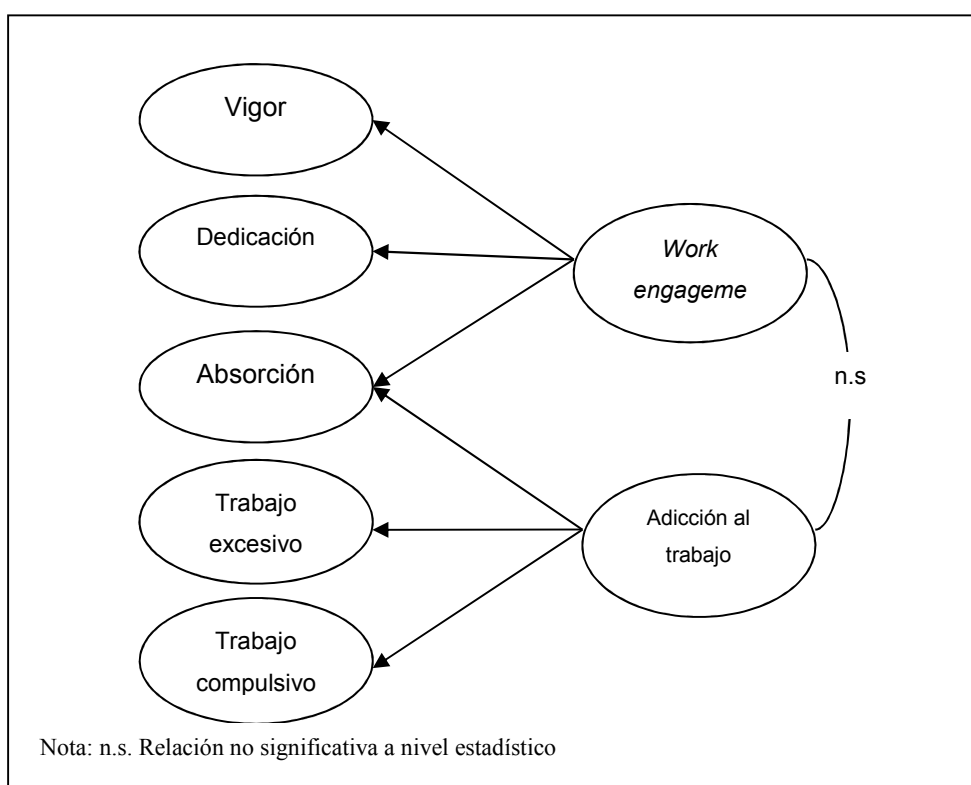 Vigor
Dedicación
Absorción
Trabajo
excesivo
Trabajo
compulsivo
Work
engageme
Adicción al
trabajo
n.s
Nota: n.s. Relación no significativa a nivel estadístico